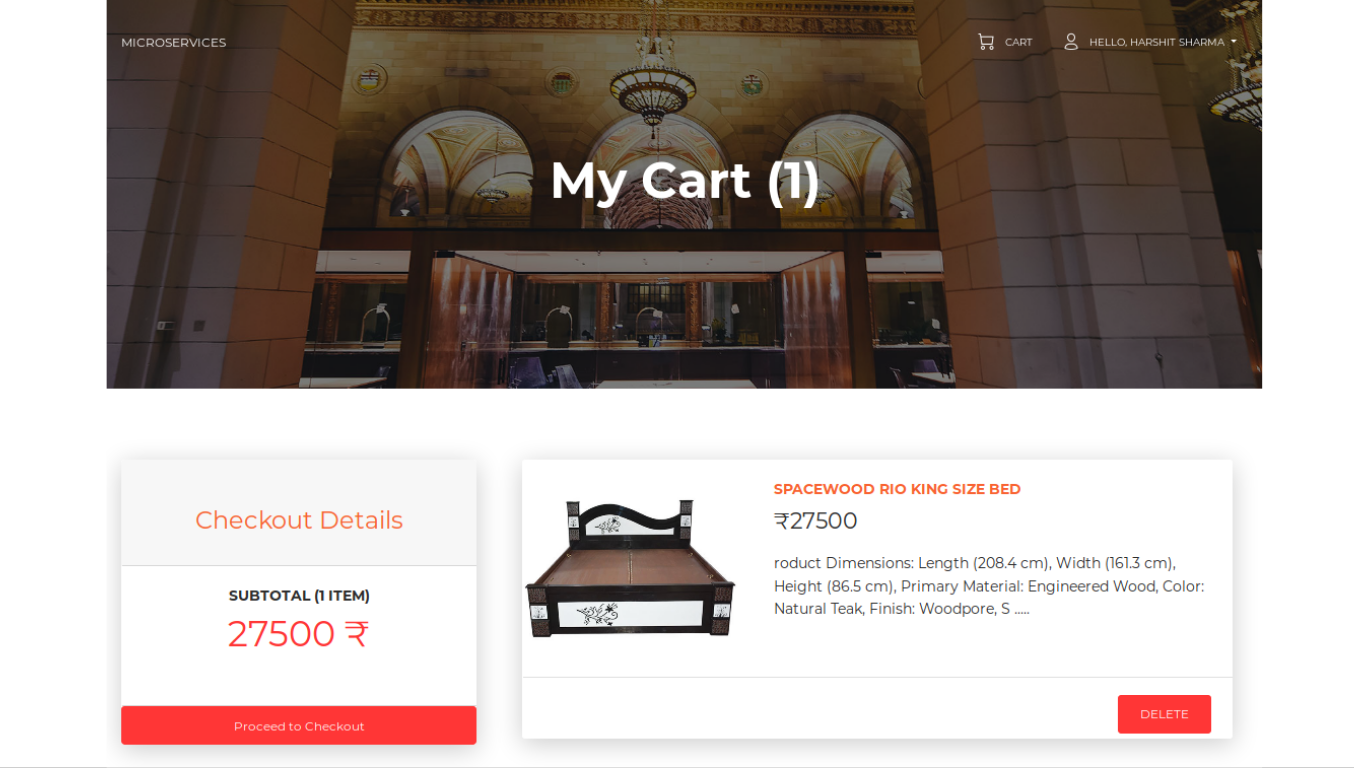 MICROSERVICES
CART
HELLO, HARSHIT SHARMA
My Cart (1)
Checkout Details
SUBTOTAL (1 ITEM)
27500 ₹
Proceed to Checkout
SPACEWOOD RIO KING SIZE BED
₹27500
roduct Dimensions: Length (208.4 cm), Width (161.3 cm),
Height (86.5 cm), Primary Material: Engineered Wood, Color:
Natural Teak, Finish: Woodpore, S .....
DELETE